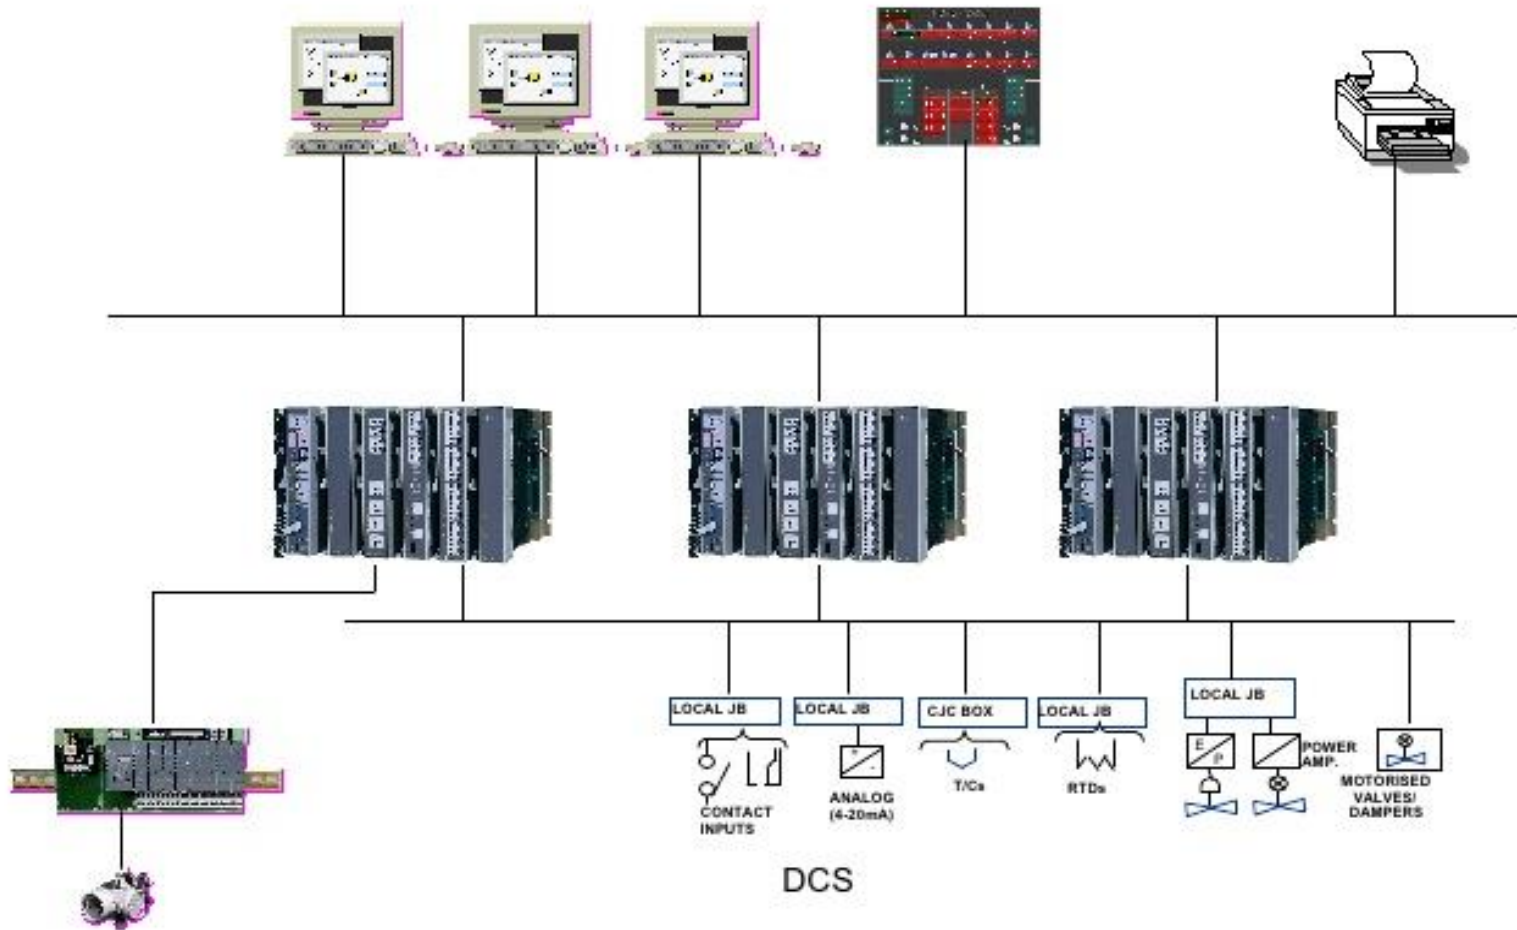 LOCAL JB
LOCAL JB
CJC BOX
LOCAL JB
LOCAL JB
E
P
POWER
AMP.
+
-
CONTACT
INPUTS
ANALOG
(4-20mA)
T/Cs
RTDs
MOTORISED
VALVES/
DAMPERS
DCS